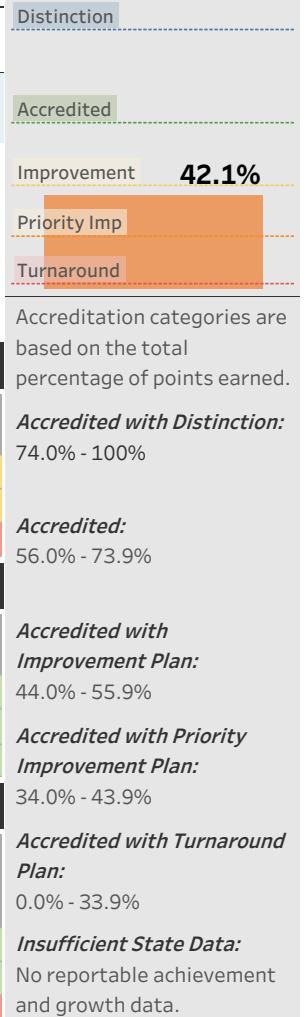 Distinction
Accredited
Improvement 42.1%
Priority Imp
Turnaround
Accreditation categories are
based on the total
percentage of points earned.
Accredited with Distinction:
74.0% - 100%
Accredited:
56.0% - 73.9%
Accredited with
Improvement Plan:
44.0% - 55.9%
Accredited with Priority
Improvement Plan:
34.0% - 43.9%
Accredited with Turnaround
Plan:
0.0% - 33.9%
Insufficient State Data:
No reportable achievement
and growth data.